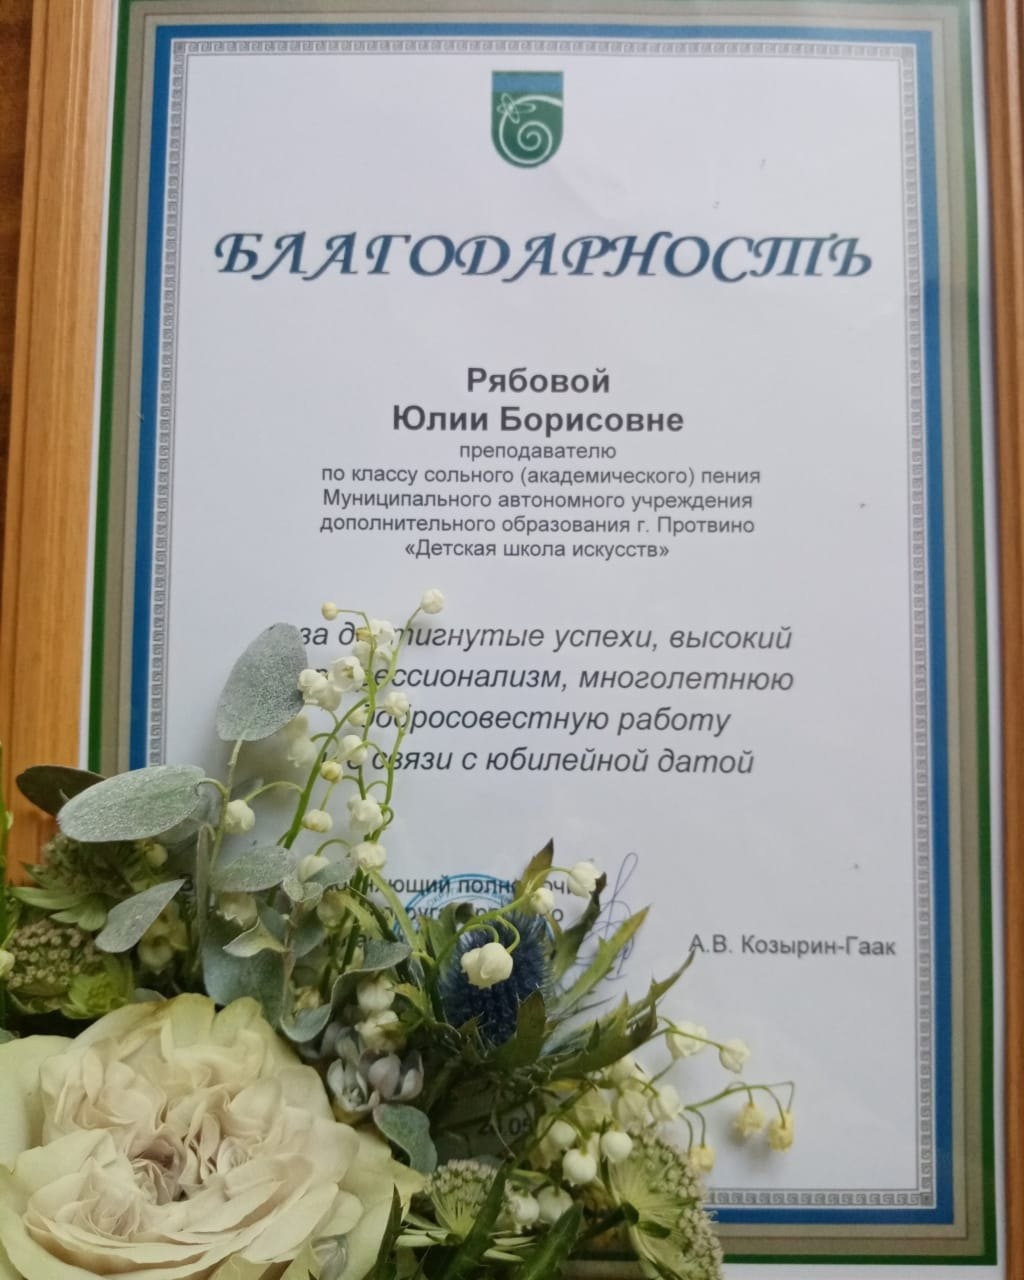 БЛАГОДАРНОСТЬ
Рябовой
Юлии Борисовне
преподавателю
по классу сольного (академического) пения
Муниципального автономного учреждения
дополнительного образования г. Протвино
«Детская школа искусств»
за достигнутые успехи, высокий
профессионализм, многолетнюю
добросовестную работу
связи с юбилейной датой
А.В. Козырин-Гаак